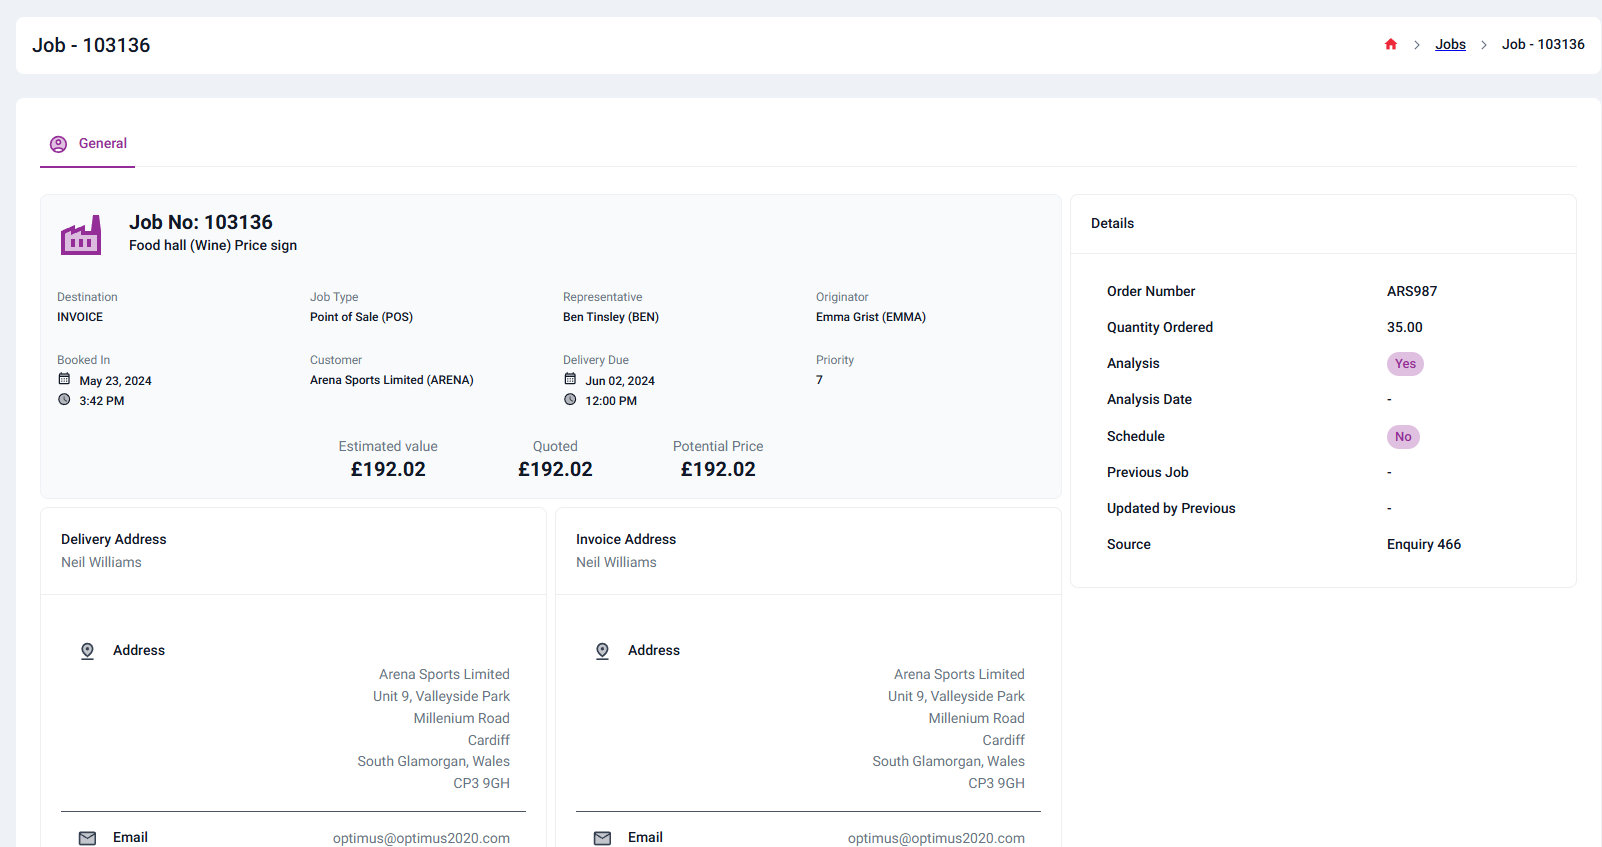 Job - 103136
Jobs
Job - 103136
General
Job No: 103136
Food hall (Wine) Price sign
Destination
INVOICE
Job Type
Point of Sale (POS)
Representative
Ben Tinsley (BEN)
Originator
Emma Grist (EMMA)
Booked In
May 23, 2024
3:42 PM
Customer
Arena Sports Limited (ARENA)
Delivery Due
Jun 02, 2024
12:00 PM
Priority
7
Estimated value
£192.02
Quoted
£192.02
Potential Price
£192.02
Details
Order Number ARS987
Quantity Ordered 35.00
Analysis Yes
Analysis Date -
Schedule No
Previous Job -
Updated by Previous -
Source Enquiry 466
Delivery Address
Neil Williams
Address
Arena Sports Limited
Unit 9, Valleyside Park
Millenium Road
Cardiff
South Glamorgan, Wales
CP3 9GH
Email optimus@optimus2020.com
Invoice Address
Neil Williams
Address
Arena Sports Limited
Unit 9, Valleyside Park
Millenium Road
Cardiff
South Glamorgan, Wales
CP3 9GH
Email optimus@optimus2020.com